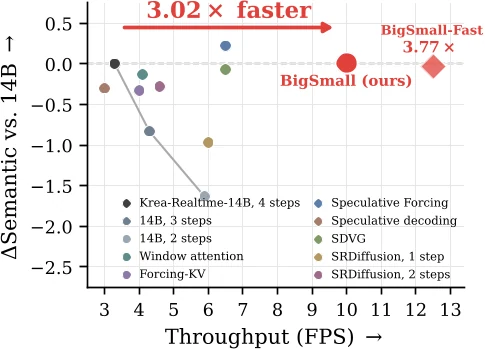 3.02 × faster
BigSmall-Fast
3.77 ×
BigSmall (ours)
ΔSemantic vs. 14B →
0.5
0.0
−0.5
−1.0
−1.5
−2.0
−2.5
Krea-Realtime-14B, 4 steps
14B, 3 steps
14B, 2 steps
Window attention
Forcing-KV
Speculative Forcing
Speculative decoding
SDVG
SRDiffusion, 1 step
SRDiffusion, 2 steps
3 4 5 6 7 8 9 10 11 12 13
Throughput (FPS) →